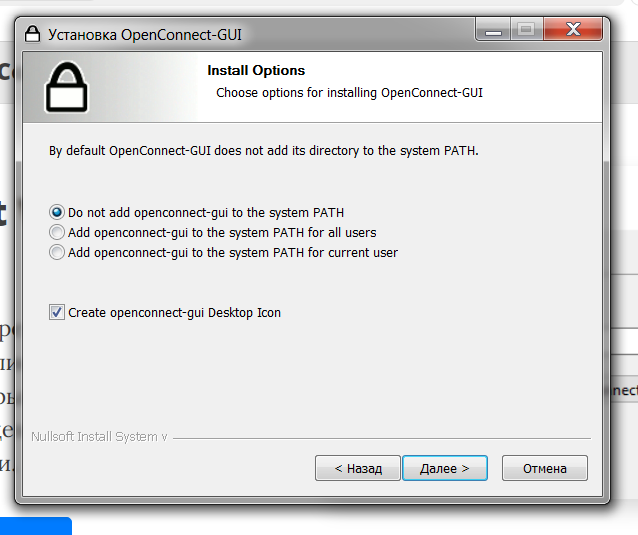 Установка OpenConnect-GUI
Install Options
Choose options for installing OpenConnect-GUI
By default OpenConnect-GUI does not add its directory to the system PATH.
Do not add openconnect-gui to the system PATH
Add openconnect-gui to the system PATH for all users
Add openconnect-gui to the system PATH for current user
Create openconnect-gui Desktop Icon
Nullsoft Install System v
< Назад
Далее >
Отмена